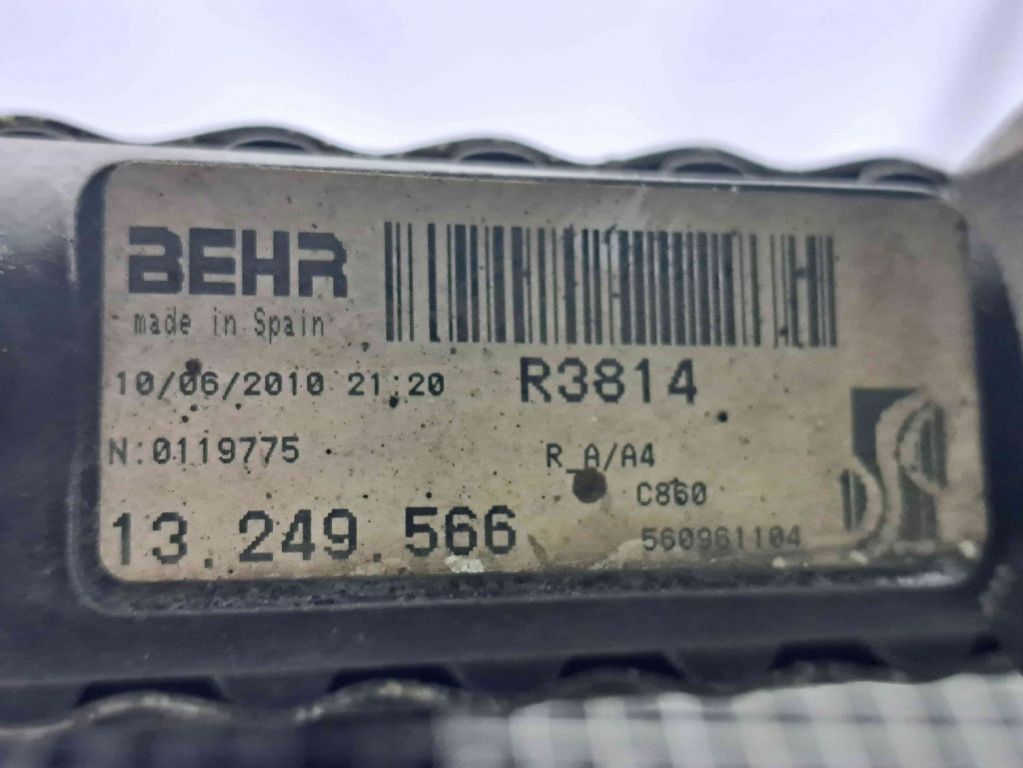 BEHR
made in Spain
10/06/2010 21:20 R3814
N:0119775 R_A/A4
C860
13.249.566 560961104